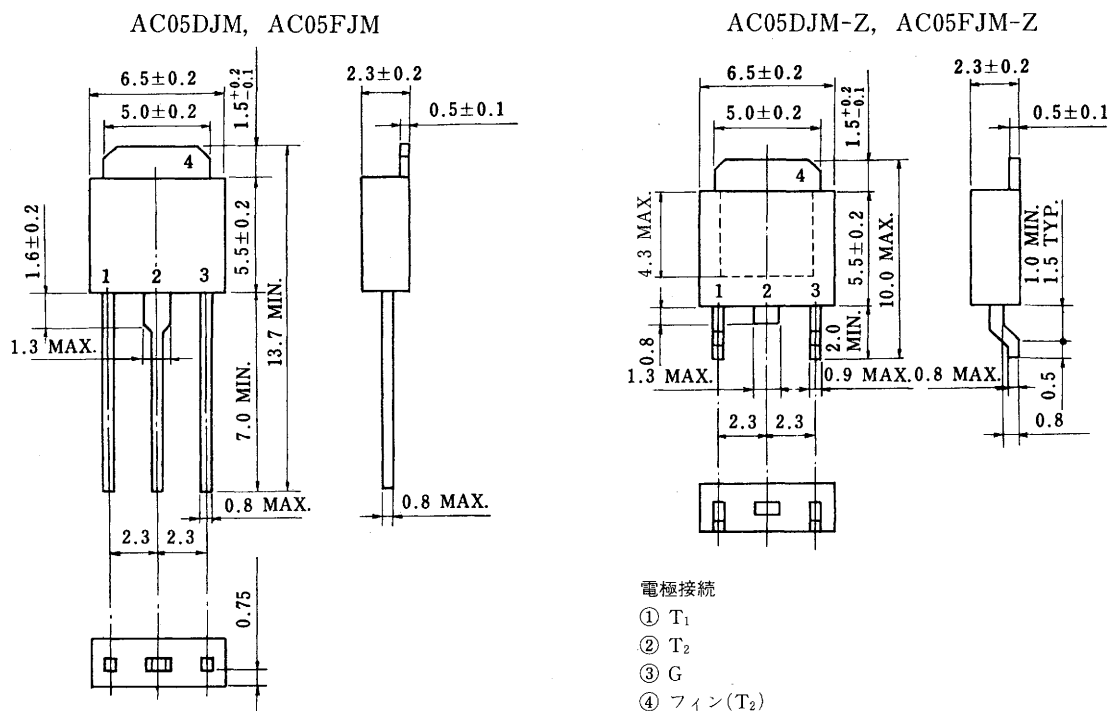 AC05DJM, AC05FJM
6.5±0.2
5.0±0.2
1.5+0.2 -0.1
2.3±0.2
0.5±0.1
4
1.6±0.2
5.5±0.2
13.7 MIN.
1 2 3
1.3 MAX.
7.0 MIN.
0.8 MAX.
0.8 MAX.
2.3 2.3
0.75
AC05DJM-Z, AC05FJM-Z
6.5±0.2
5.0±0.2
1.5+0.2 -0.1
2.3±0.2
0.5±0.1
4
4.3 MAX.
5.5±0.2
10.0 MAX.
1.0 MIN.
1.5 TYP.
1 2 3
0.8
2.0 MIN.
1.3 MAX.
0.9 MAX.
0.8 MAX.
0.5
0.8
2.3 2.3
電極接続
① T₁
② T₂
③ G
④ フィン(T₂)